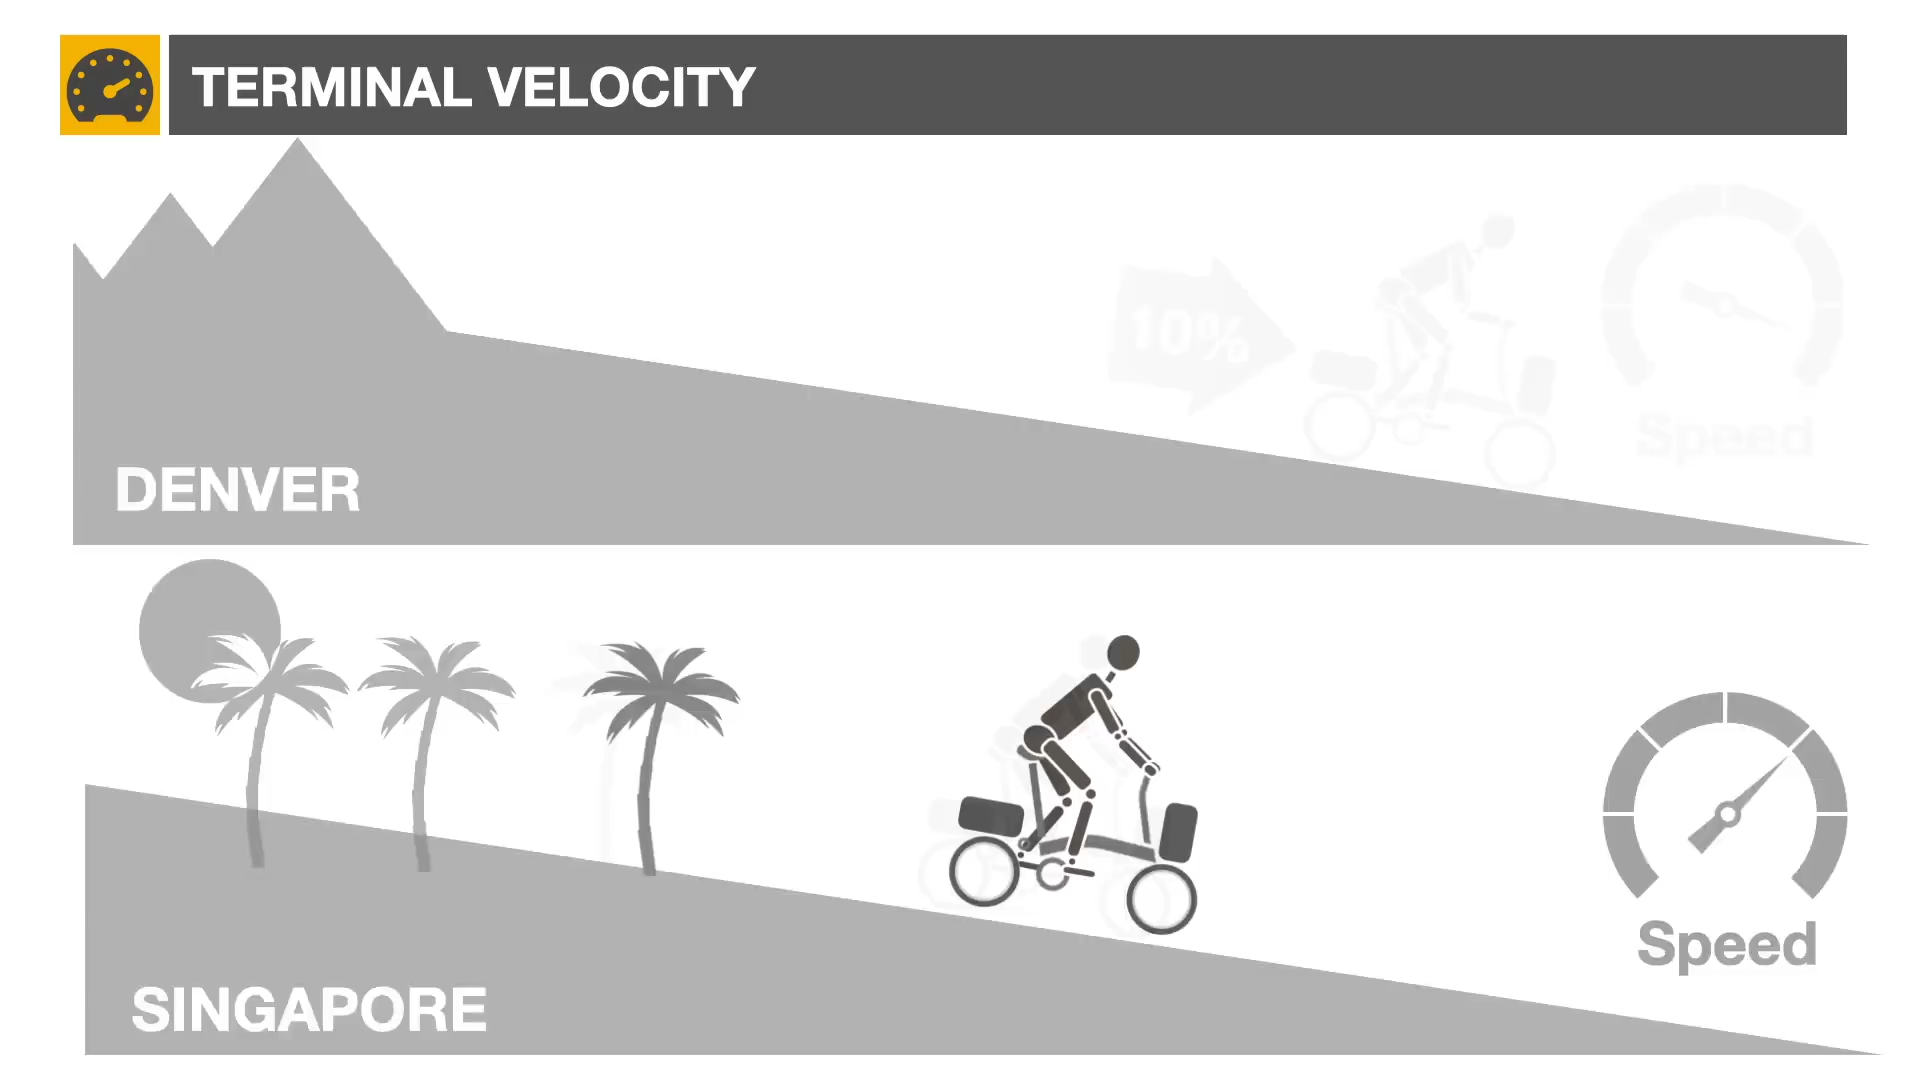 TERMINAL VELOCITY
10%
Speed
DENVER
Speed
SINGAPORE